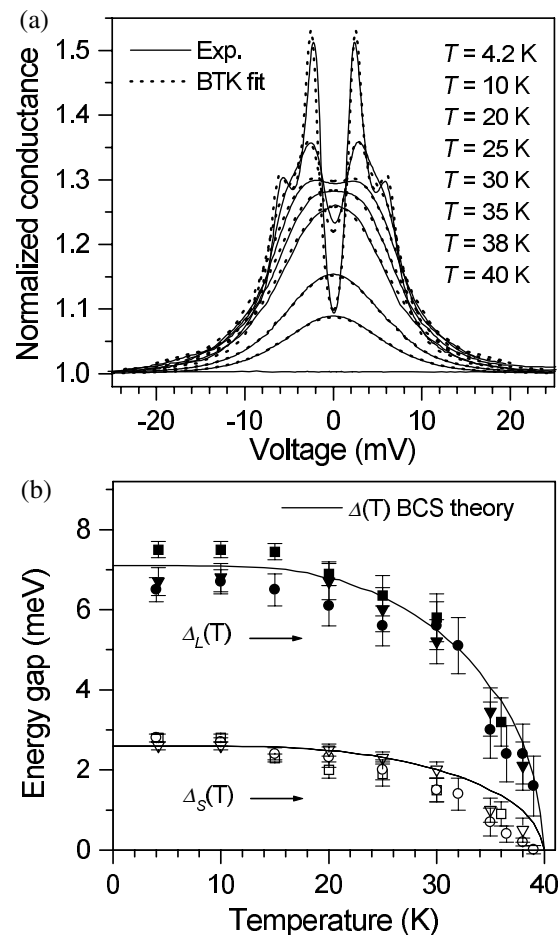 (a)
Exp.
BTK fit
T = 4.2 K
T = 10 K
T = 20 K
T = 25 K
T = 30 K
T = 35 K
T = 38 K
T = 40 K
Normalized conductance
1.5
1.4
1.3
1.2
1.1
1.0
-20 -10 0 10 20
Voltage (mV)
(b)
Δ(T) BCS theory
Energy gap (meV)
8
6
4
2
0
Δ_L(T)
Δ_S(T)
0 10 20 30 40
Temperature (K)